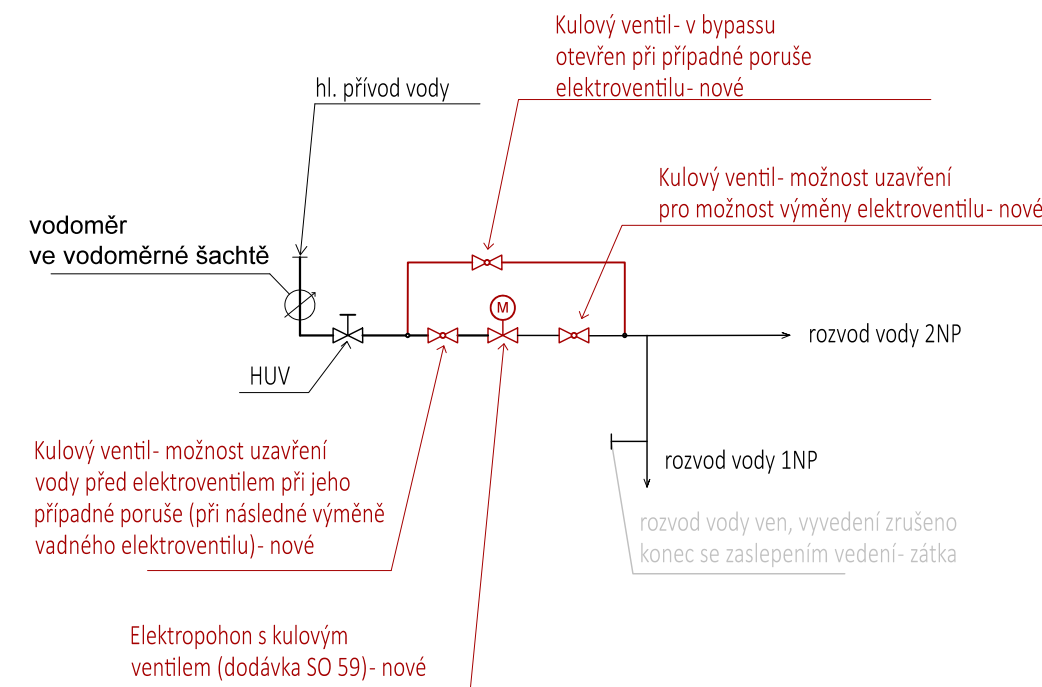 Kulový ventil- v bypassu
otevřen při případné poruše
elektroventilu- nové
hl. přívod vody
Kulový ventil- možnost uzavření
pro možnost výměny elektroventilu- nové
vodoměr
ve vodoměrné šachtě
M
rozvod vody 2NP
HUV
Kulový ventil- možnost uzavření
vody před elektroventilem při jeho
případné poruše (při následné výměně
vadného elektroventilu)- nové
rozvod vody 1NP
rozvod vody ven, vyvedení zrušeno
konec se zaslepením vedení- zátka
Elektropohon s kulovým
ventilem (dodávka SO 59)- nové